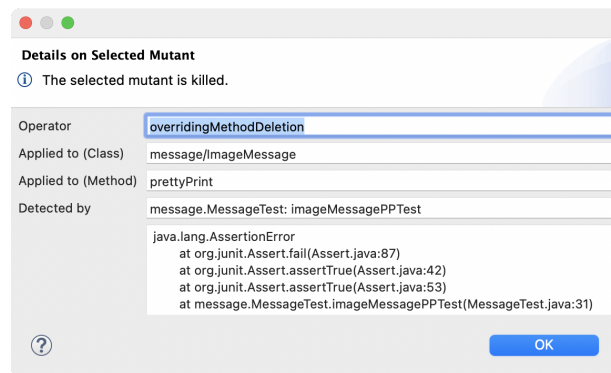 Details on Selected Mutant
The selected mutant is killed.
Operator overridingMethodDeletion
Applied to (Class) message/ImageMessage
Applied to (Method) prettyPrint
Detected by message.MessageTest: imageMessagePPTest
java.lang.AssertionError
at org.junit.Assert.fail(Assert.java:87)
at org.junit.Assert.assertTrue(Assert.java:42)
at org.junit.Assert.assertTrue(Assert.java:53)
at message.MessageTest.imageMessagePPTest(MessageTest.java:31)
? OK